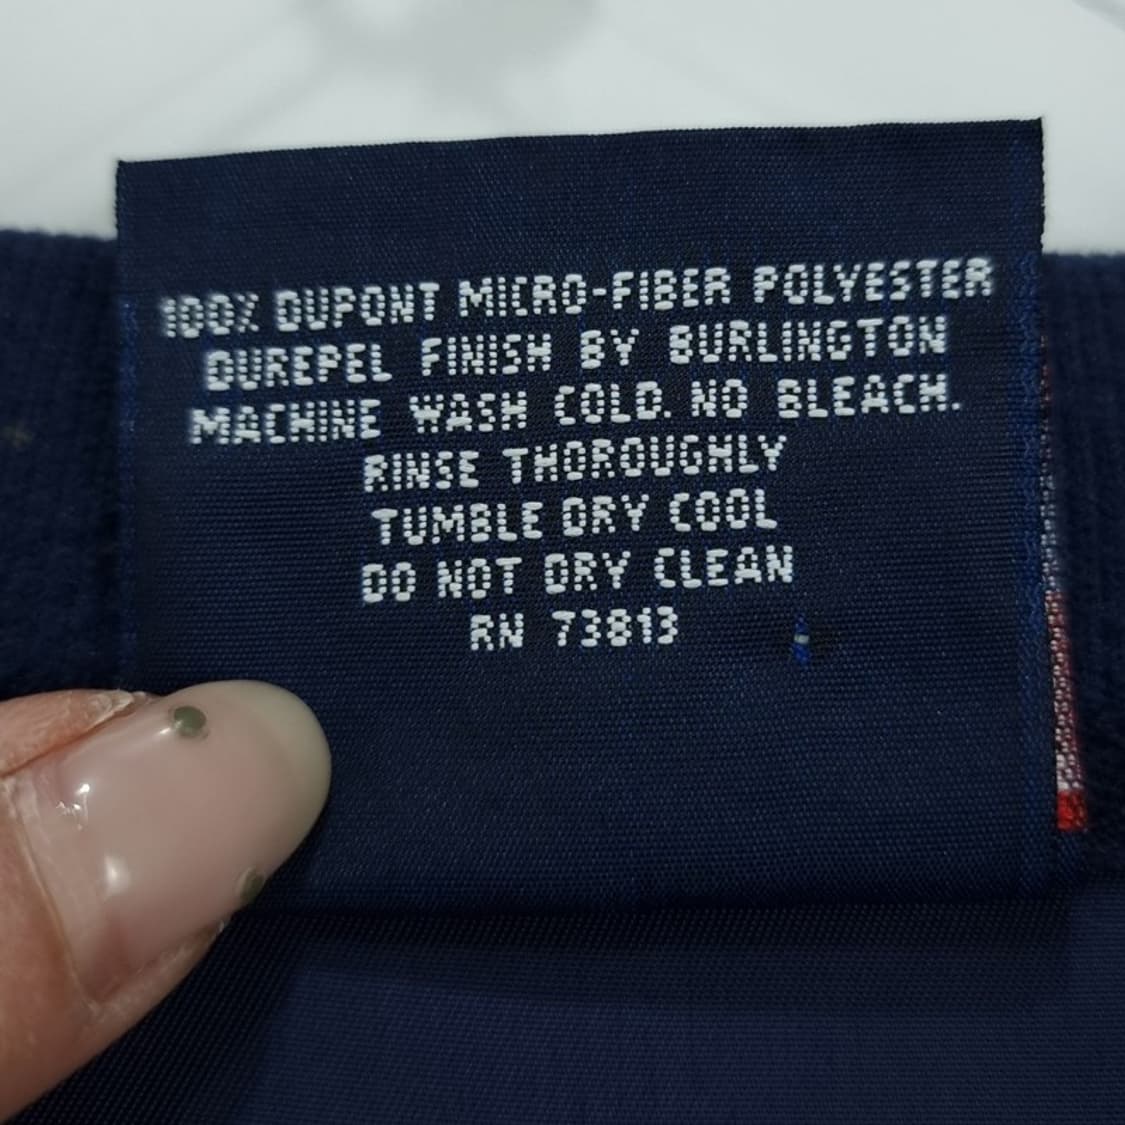 100% DUPONT MICRO-FIBER POLYESTER
DUREPEL FINISH BY BURLINGTON
MACHINE WASH COLD. NO BLEACH.
RINSE THOROUGHLY
TUMBLE DRY COOL
DO NOT DRY CLEAN
RN 73813